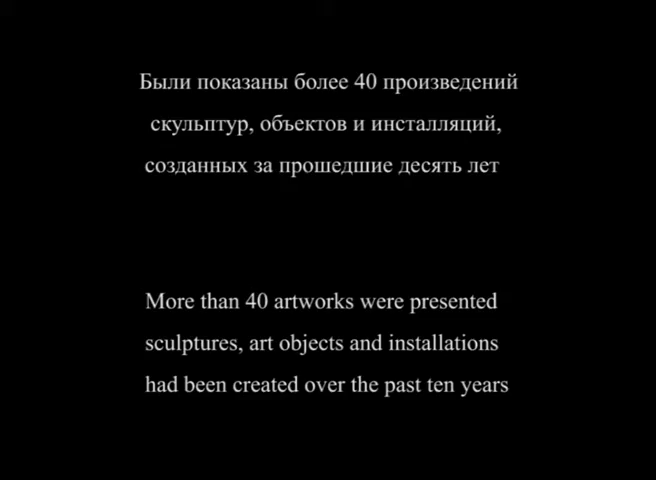 Были показаны более 40 произведений
скульптур, объектов и инсталляций,
созданных за прошедшие десять лет
More than 40 artworks were presented
sculptures, art objects and installations
had been created over the past ten years